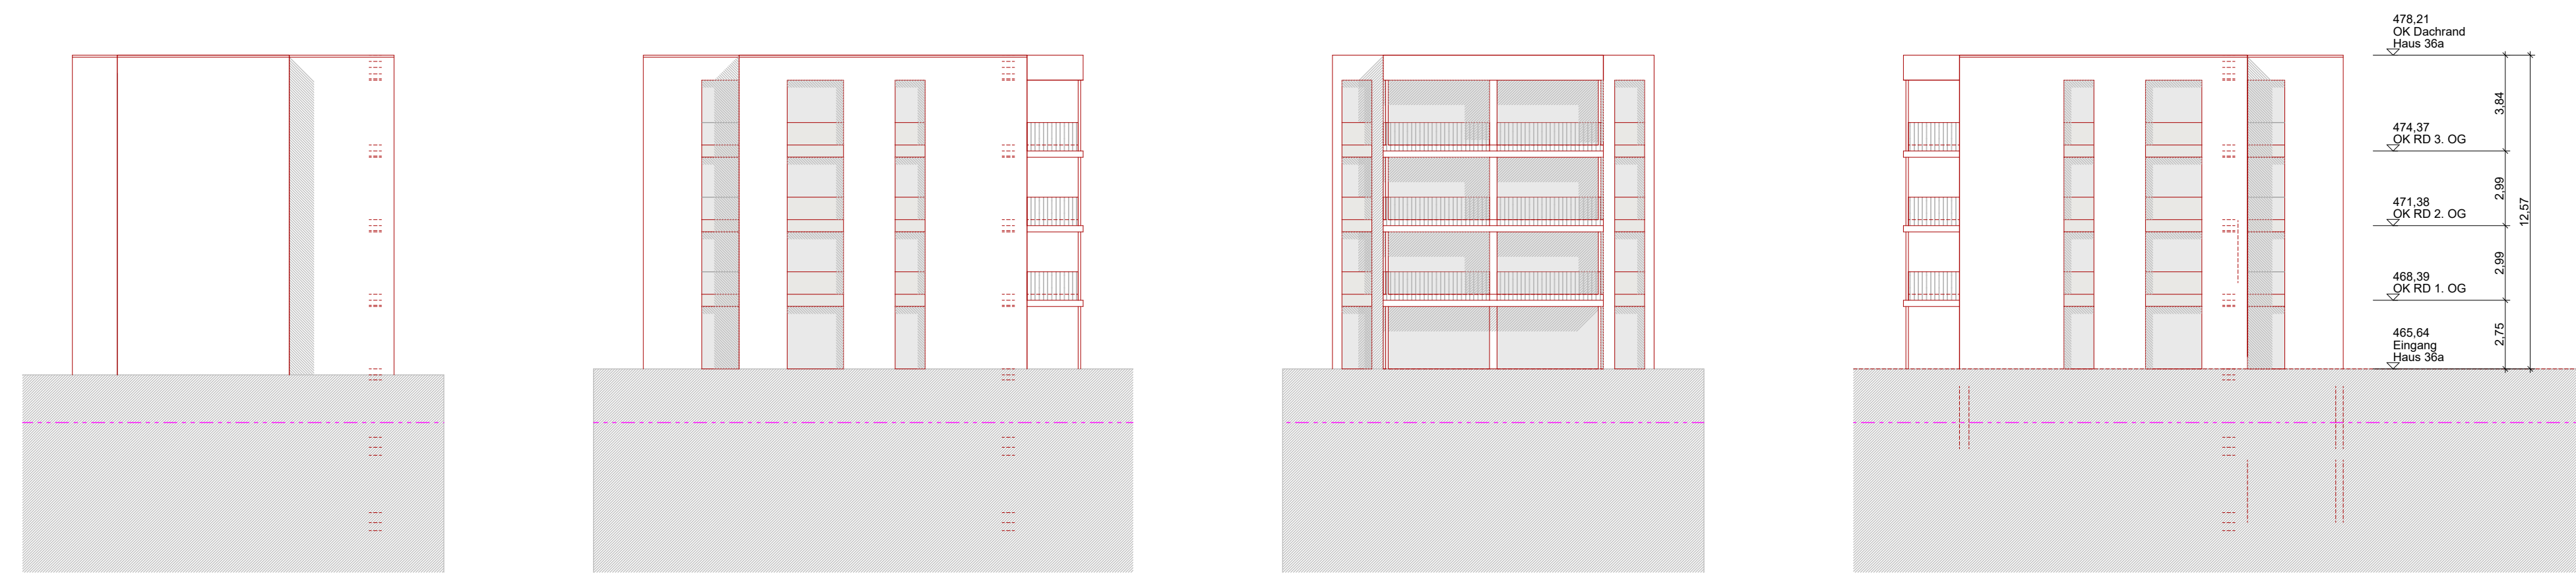 478,21
OK Dachrand
Haus 36a
3,84
474,37
OK RD 3. OG
2,99
471,38
OK RD 2. OG
12,57
2,99
468,39
OK RD 1. OG
2,75
465,64
Eingang
Haus 36a